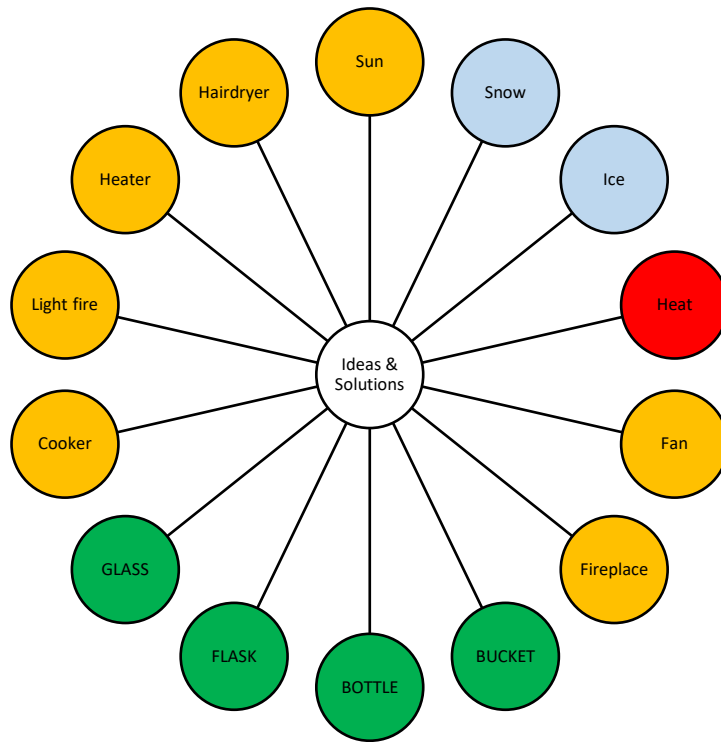 Sun
Snow
Hairdryer
Ice
Heater
Heat
Light fire
Ideas &
Solutions
Fan
Cooker
Fireplace
GLASS
BUCKET
FLASK
BOTTLE